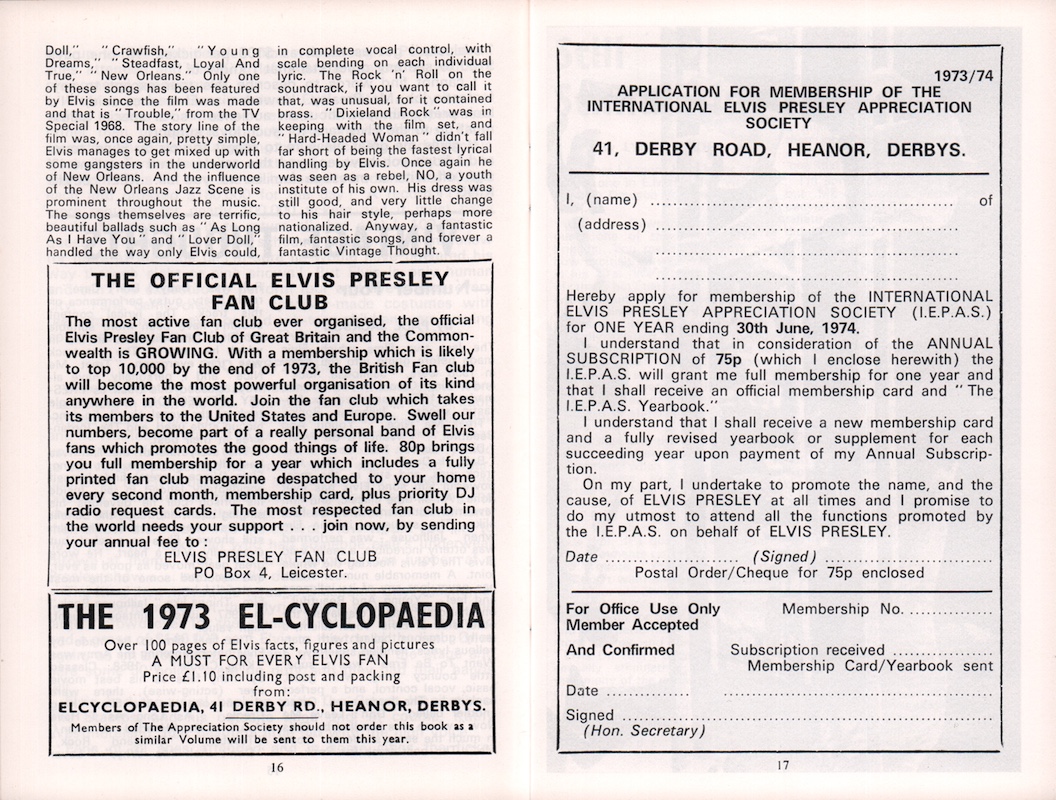 Doll," "Crawfish," "Young
Dreams," "Steadfast, Loyal And
True," "New Orleans." Only one
of these songs has been featured
by Elvis since the film was made
and that is "Trouble," from the TV
Special 1968. The story line of the
film was, once again, pretty simple,
Elvis manages to get mixed up with
some gangsters in the underworld
of New Orleans. And the influence
of the New Orleans Jazz Scene is
prominent throughout the music.
The songs themselves are terrific,
beautiful ballads such as "As Long
As I Have You" and "Lover Doll,"
handled the way only Elvis could,
in complete vocal control, with
scale bending on each individual
lyric. The Rock 'n' Roll on the
soundtrack, if you want to call it
that, was unusual, for it contained
brass. "Dixieland Rock" was in
keeping with the film set, and
"Hard-Headed Woman" didn't fall
far short of being the fastest lyrical
handling by Elvis. Once again he
was seen as a rebel, NO, a youth
institute of his own. His dress was
still good, and very little change
to his hair style, perhaps more
nationalized. Anyway, a fantastic
film, fantastic songs, and forever a
fantastic Vintage Thought.
THE OFFICIAL ELVIS PRESLEY
FAN CLUB
The most active fan club ever organised, the official
Elvis Presley Fan Club of Great Britain and the Common-
wealth is GROWING. With a membership which is likely
to top 10,000 by the end of 1973, the British Fan club
will become the most powerful organisation of its kind
anywhere in the world. Join the fan club which takes
its members to the United States and Europe. Swell our
numbers, become part of a really personal band of Elvis
fans which promotes the good things of life. 80p brings
you full membership for a year which includes a fully
printed fan club magazine despatched to your home
every second month, membership card, plus priority DJ
radio request cards. The most respected fan club in
the world needs your support . . . join now, by sending
your annual fee to :
ELVIS PRESLEY FAN CLUB
PO Box 4, Leicester.
THE 1973 EL-CYCLOPAEDIA
Over 100 pages of Elvis facts, figures and pictures
A MUST FOR EVERY ELVIS FAN
Price £1.10 including post and packing
from:
ELCYCLOPAEDIA, 41 DERBY RD., HEANOR, DERBYS.
Members of The Appreciation Society should not order this book as a
similar Volume will be sent to them this year.
16
1973/74
APPLICATION FOR MEMBERSHIP OF THE
INTERNATIONAL ELVIS PRESLEY APPRECIATION
SOCIETY
41, DERBY ROAD, HEANOR, DERBYS.
I, (name) ........................................ of
(address) ........................................
........................................
........................................
Hereby apply for membership of the INTERNATIONAL
ELVIS PRESLEY APPRECIATION SOCIETY (I.E.P.A.S.)
for ONE YEAR ending 30th June, 1974.
I understand that in consideration of the ANNUAL
SUBSCRIPTION of 75p (which I enclose herewith) the
I.E.P.A.S. will grant me full membership for one year and
that I shall receive an official membership card and "The
I.E.P.A.S. Yearbook."
I understand that I shall receive a new membership card
and a fully revised yearbook or supplement for each
succeeding year upon payment of my Annual Subscrip-
tion.
On my part, I undertake to promote the name, and the
cause, of ELVIS PRESLEY at all times and I promise to
do my utmost to attend all the functions promoted by
the I.E.P.A.S. on behalf of ELVIS PRESLEY.
Date ........................ (Signed) ........................
Postal Order/Cheque for 75p enclosed
For Office Use Only Membership No. ...............
Member Accepted
And Confirmed Subscription received ..................
Membership Card/Yearbook sent
Date .................... ........................................
Signed ........................................
(Hon. Secretary)
17